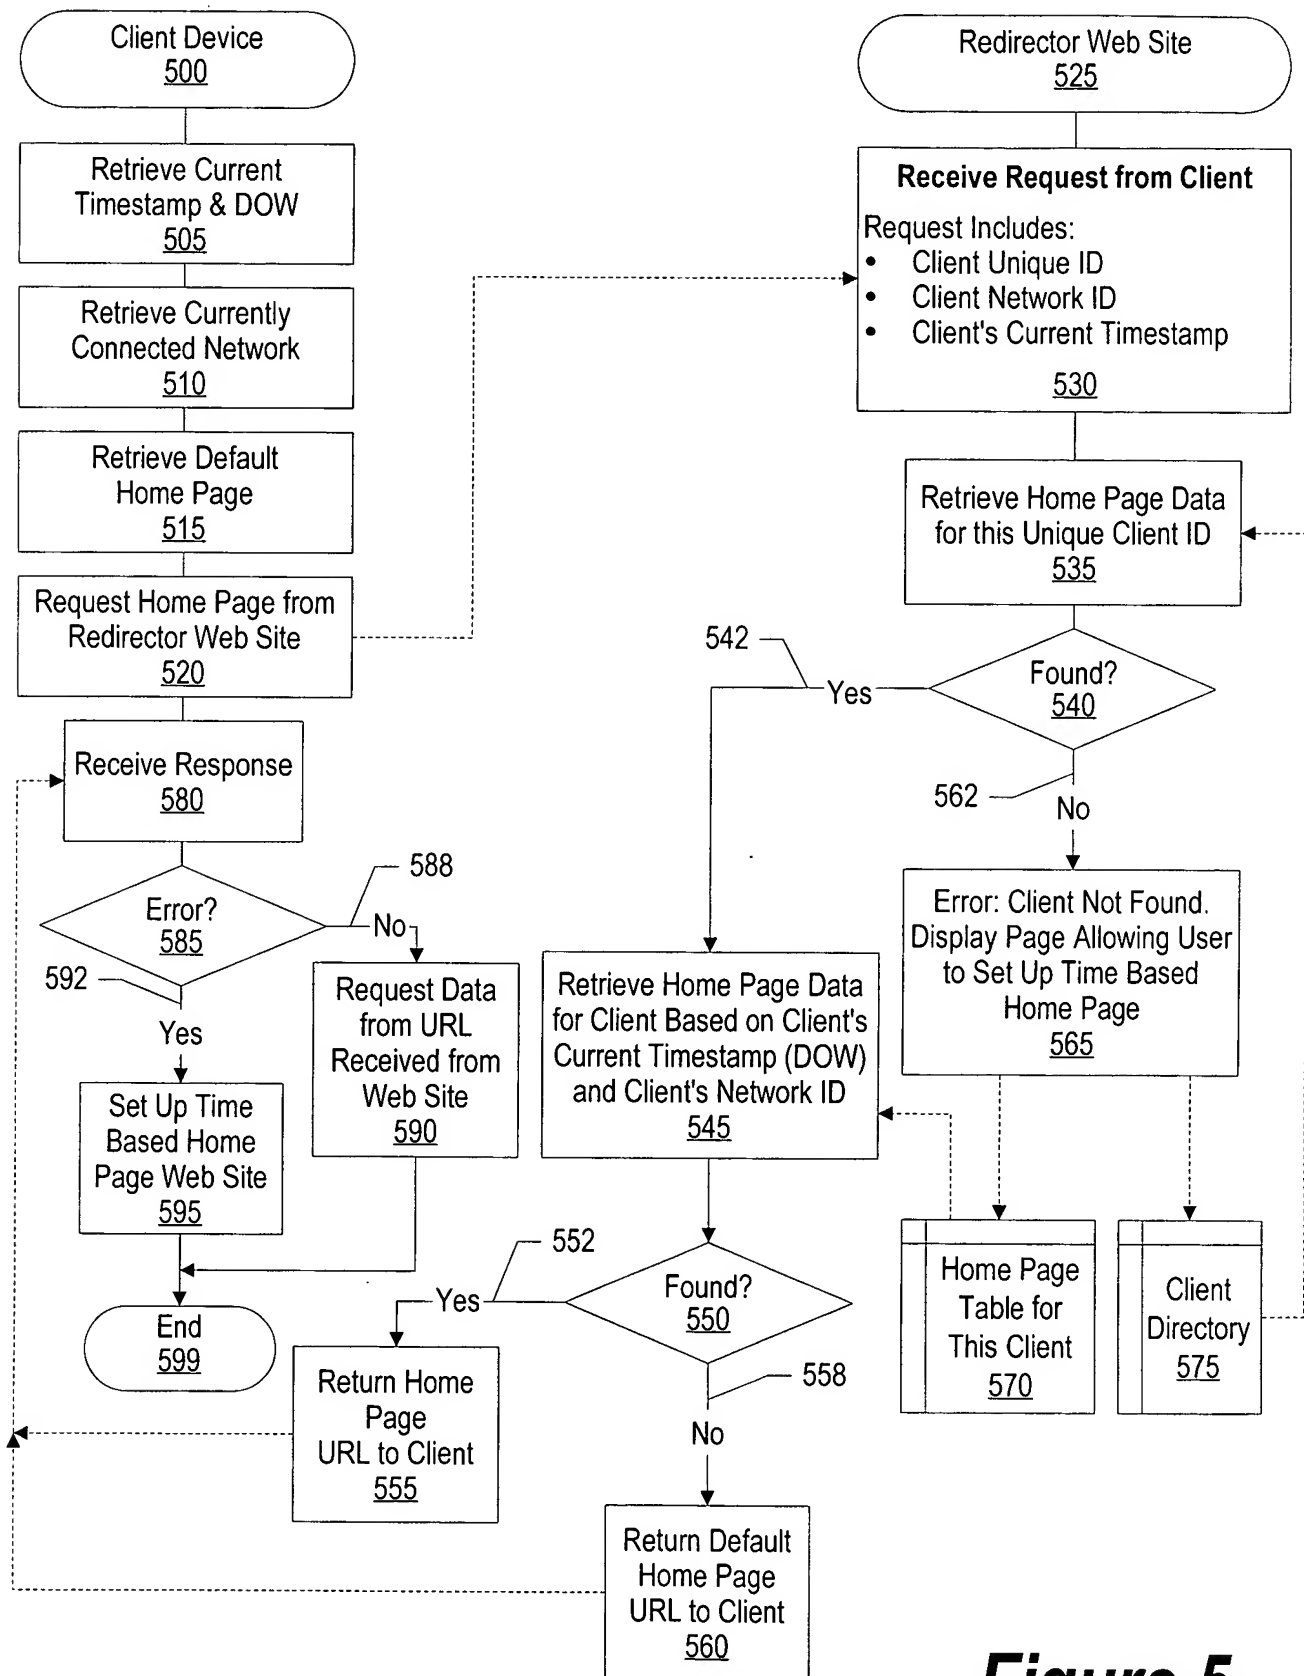 Client Device
500
Retrieve Current
Timestamp & DOW
505
Retrieve Currently
Connected Network
510
Retrieve Default
Home Page
515
Request Home Page from
Redirector Web Site
520
Receive Response
580
Error?
585
588
No
592
Yes
Request Data
from URL
Received from
Web Site
590
Set Up Time
Based Home
Page Web Site
595
End
599
Redirector Web Site
525
Receive Request from Client
Request Includes:
• Client Unique ID
• Client Network ID
• Client's Current Timestamp
530
Retrieve Home Page Data
for this Unique Client ID
535
Found?
540
542
Yes
562
No
Error: Client Not Found.
Display Page Allowing User
to Set Up Time Based
Home Page
565
Retrieve Home Page Data
for Client Based on Client's
Current Timestamp (DOW)
and Client's Network ID
545
Home Page
Table for
This Client
570
Client
Directory
575
Found?
550
552
Yes
558
No
Return Home
Page
URL to Client
555
Return Default
Home Page
URL to Client
560
Figure 5